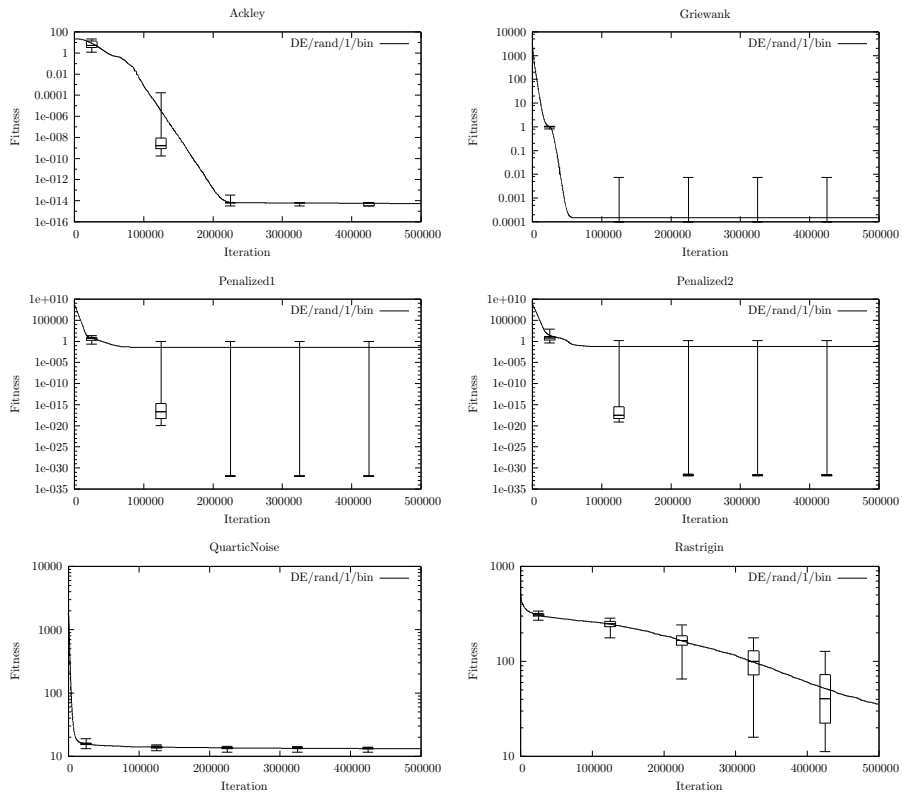 Ackley
Fitness
100
1
0.01
0.0001
1e-006
1e-008
1e-010
1e-012
1e-014
1e-016
DE/rand/1/bin
0 100000 200000 300000 400000 500000
Iteration
Griewank
Fitness
10000
1000
100
10
1
0.1
0.01
0.001
0.0001
DE/rand/1/bin
0 100000 200000 300000 400000 500000
Iteration
Penalized1
Fitness
1e+010
100000
1
1e-005
1e-010
1e-015
1e-020
1e-025
1e-030
1e-035
DE/rand/1/bin
0 100000 200000 300000 400000 500000
Iteration
Penalized2
Fitness
1e+010
100000
1
1e-005
1e-010
1e-015
1e-020
1e-025
1e-030
1e-035
DE/rand/1/bin
0 100000 200000 300000 400000 500000
Iteration
QuarticNoise
Fitness
10000
1000
100
10
DE/rand/1/bin
0 100000 200000 300000 400000 500000
Iteration
Rastrigin
Fitness
1000
100
10
DE/rand/1/bin
0 100000 200000 300000 400000 500000
Iteration